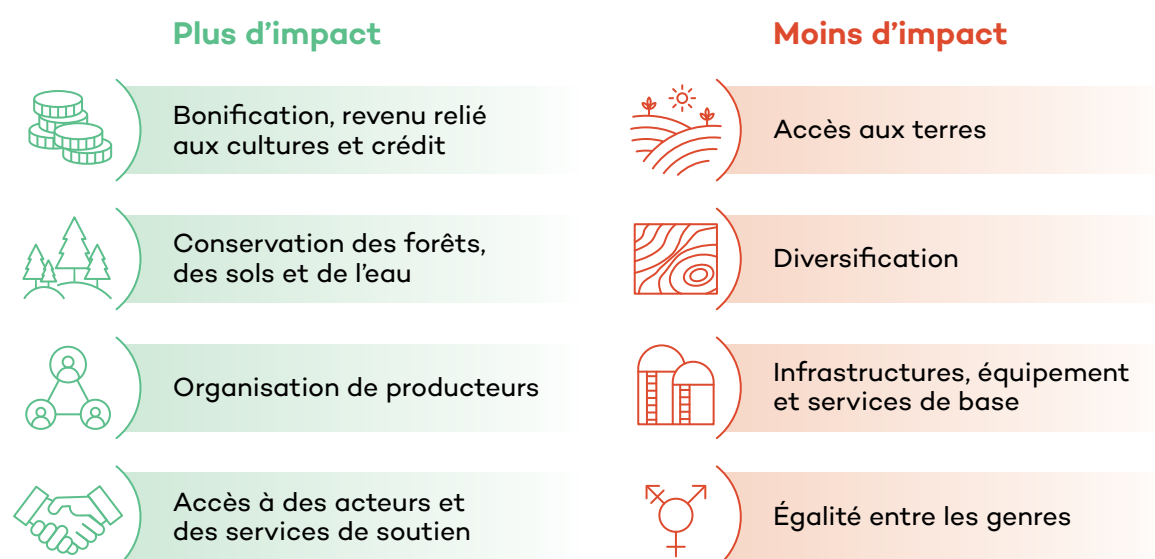 Plus d’impact
Bonification, revenu relié
aux cultures et crédit
Conservation des forêts,
des sols et de l’eau
Organisation de producteurs
Accès à des acteurs et
des services de soutien
Moins d’impact
Accès aux terres
Diversification
Infrastructures, équipement
et services de base
Égalité entre les genres